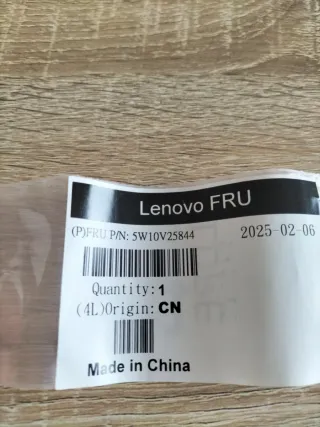 Lenovo FRU
(P)FRU P/N: 5W10V25844 2025-02-06
Quantity: 1
(4L)Origin: CN
Made in China